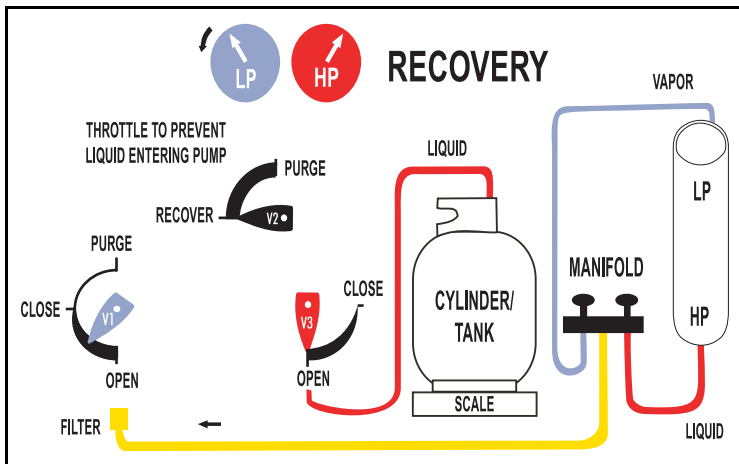 LP
HP
RECOVERY
VAPOR
THROTTLE TO PREVENT
LIQUID ENTERING PUMP
LIQUID
PURGE
RECOVER
V2
LP
PURGE
MANIFOLD
CLOSE
CLOSE
V1
V3
CYLINDER/
TANK
HP
OPEN
OPEN
SCALE
FILTER
LIQUID